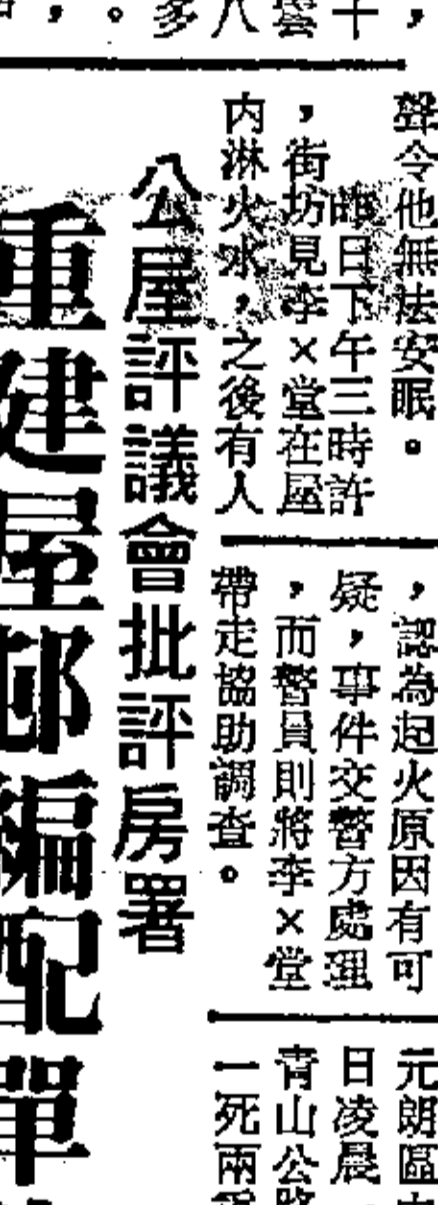 聲令他無法安眠。
昨日下午三時許
，街坊見李×堂在屋
内淋火水，之後有人
，認為起火原因有可
疑，事件交警方處理
，而警員則將李×堂
帶走協助調查。
元朗區
日凌晨
青山公路
一死兩
公屋評議會批評房署
重建屋邨編配單